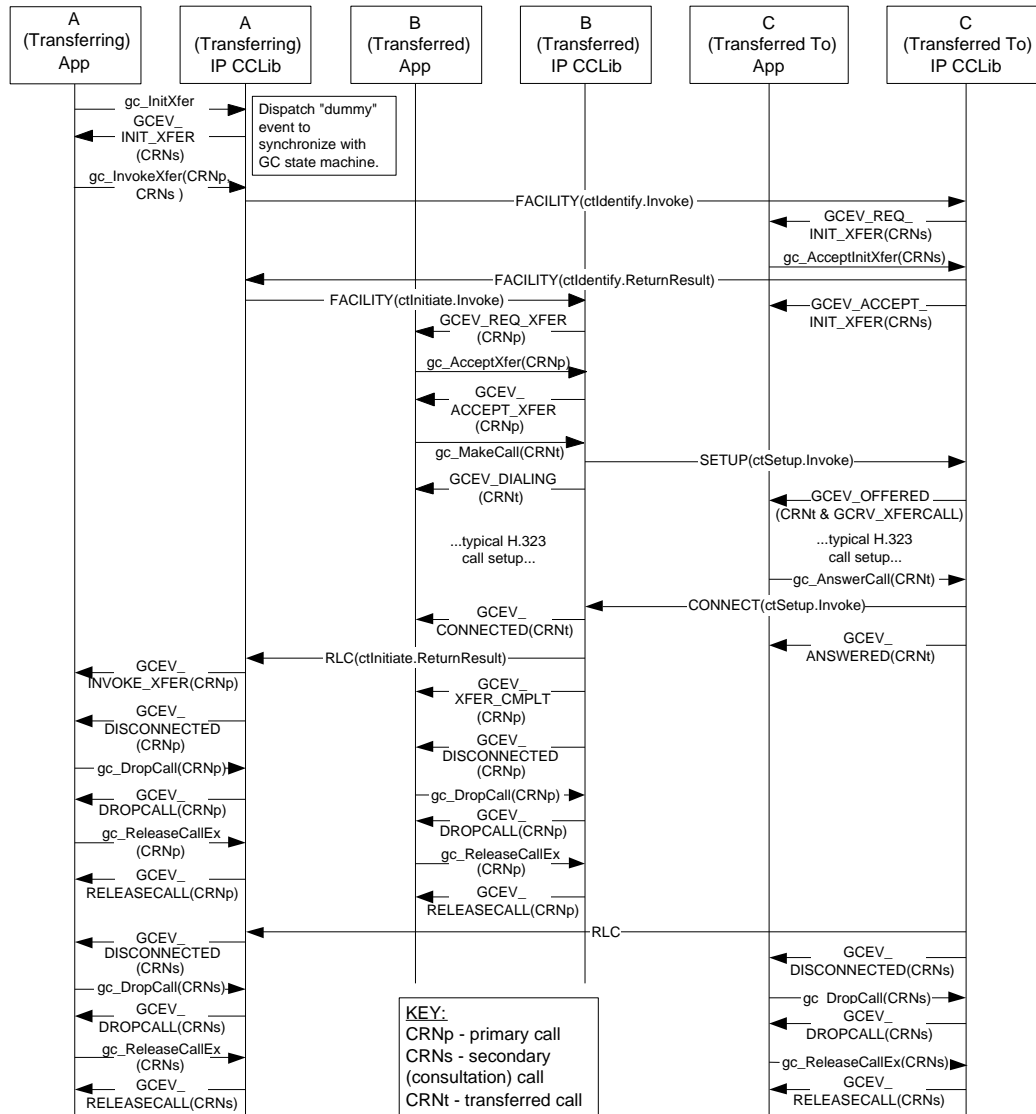 A
(Transferring)
App
A
(Transferring)
IP CCLib
B
(Transferred)
App
B
(Transferred)
IP CCLib
C
(Transferred To)
App
C
(Transferred To)
IP CCLib
gc_InitXfer
Dispatch "dummy"
event to
synchronize with
GC state machine.
GCEV_
INIT_XFER
(CRNs)
gc_InvokeXfer(CRNp,
CRNs )
FACILITY(ctIdentify.Invoke)
GCEV_REQ_
INIT_XFER(CRNs)
gc_AcceptInitXfer(CRNs)
FACILITY(ctIdentify.ReturnResult)
FACILITY(ctInitiate.Invoke)
GCEV_ACCEPT_
INIT_XFER(CRNs)
GCEV_REQ_XFER
(CRNp)
gc_AcceptXfer(CRNp)
GCEV_
ACCEPT_XFER
(CRNp)
gc_MakeCall(CRNt)
SETUP(ctSetup.Invoke)
GCEV_DIALING
(CRNt)
GCEV_OFFERED
(CRNt & GCRV_XFERCALL)
...typical H.323
call setup...
...typical H.323
call setup...
gc_AnswerCall(CRNt)
CONNECT(ctSetup.Invoke)
GCEV_
CONNECTED(CRNt)
GCEV_
ANSWERED(CRNt)
RLC(ctInitiate.ReturnResult)
GCEV_
INVOKE_XFER(CRNp)
GCEV_
XFER_CMPLT
(CRNp)
GCEV_
DISCONNECTED
(CRNp)
GCEV_
DISCONNECTED
(CRNp)
gc_DropCall(CRNp)
gc_DropCall(CRNp)
GCEV_
DROPCALL(CRNp)
GCEV_
DROPCALL(CRNp)
gc_ReleaseCallEx
(CRNp)
gc_ReleaseCallEx
(CRNp)
GCEV_
RELEASECALL(CRNp)
GCEV_
RELEASECALL(CRNp)
RLC
GCEV_
DISCONNECTED
(CRNs)
GCEV_
DISCONNECTED(CRNs)
gc_DropCall(CRNs)
gc_DropCall(CRNs)
GCEV_
DROPCALL(CRNs)
GCEV_
DROPCALL(CRNs)
gc_ReleaseCallEx
(CRNs)
gc_ReleaseCallEx(CRNs)
GCEV_
RELEASECALL(CRNs)
GCEV_
RELEASECALL(CRNs)
KEY:
CRNp - primary call
CRNs - secondary
(consultation) call
CRNt - transferred call